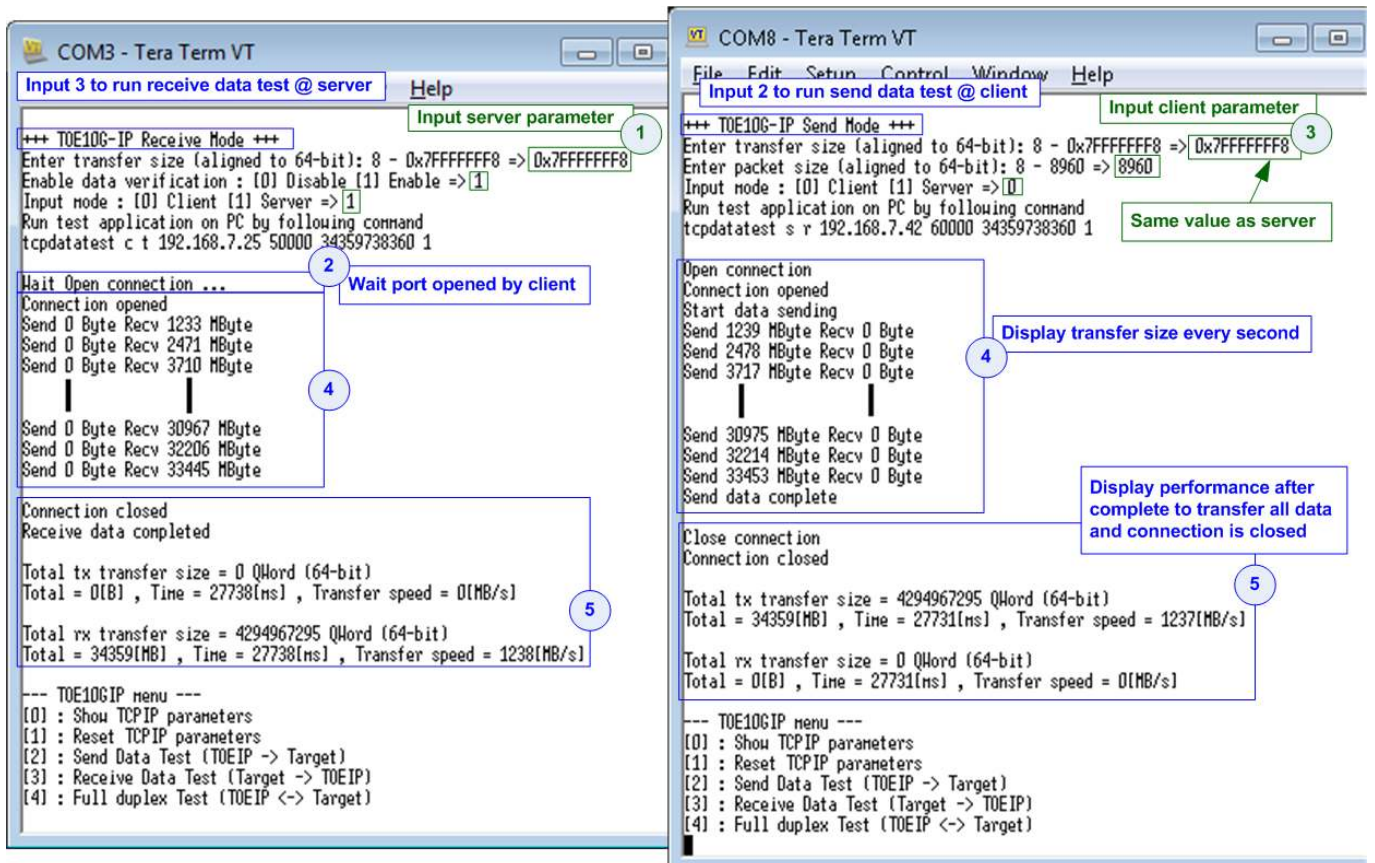 COM3 - Tera Term VT
Input 3 to run receive data test @ server
Help
Input server parameter
1
+++ TOE10G-IP Receive Mode +++
Enter transfer size (aligned to 64-bit): 8 - 0x7FFFFFFF8 => 0x7FFFFFFF8
Enable data verification : [0] Disable [1] Enable => 1
Input mode : [0] Client [1] Server => 1
Run test application on PC by following command
tcpdatatest c t 192.168.7.25 50000 34359738360 1
2
Wait Open connection ...
Wait port opened by client
Connection opened
Send 0 Byte Recv 1233 MByte
Send 0 Byte Recv 2471 MByte
Send 0 Byte Recv 3710 MByte
4
Send 0 Byte Recv 30967 MByte
Send 0 Byte Recv 32206 MByte
Send 0 Byte Recv 33445 MByte
Connection closed
Receive data completed
Total tx transfer size = 0 QWord (64-bit)
Total = 0[B] , Time = 27738[ms] , Transfer speed = 0[MB/s]
5
Total rx transfer size = 4294967295 QWord (64-bit)
Total = 34359[MB] , Time = 27738[ms] , Transfer speed = 1238[MB/s]
--- TOE10GIP menu ---
[0] : Show TCPIP parameters
[1] : Reset TCPIP parameters
[2] : Send Data Test (TOEIP -> Target)
[3] : Receive Data Test (Target -> TOEIP)
[4] : Full duplex Test (TOEIP <-> Target)
COM8 - Tera Term VT
File Edit Setup Control Window Help
Input 2 to run send data test @ client
Input client parameter
3
+++ TOE10G-IP Send Mode +++
Enter transfer size (aligned to 64-bit): 8 - 0x7FFFFFFF8 => 0x7FFFFFFF8
Enter packet size (aligned to 64-bit): 8 - 8960 => 8960
Input mode : [0] Client [1] Server => 0
Run test application on PC by following command
tcpdatatest s r 192.168.7.42 60000 34359738360 1
Same value as server
Open connection
Connection opened
Start data sending
Send 1239 MByte Recv 0 Byte
Send 2478 MByte Recv 0 Byte
Send 3717 MByte Recv 0 Byte
Display transfer size every second
4
Send 30975 MByte Recv 0 Byte
Send 32214 MByte Recv 0 Byte
Send 33453 MByte Recv 0 Byte
Send data complete
Display performance after
complete to transfer all data
and connection is closed
Close connection
Connection closed
5
Total tx transfer size = 4294967295 QWord (64-bit)
Total = 34359[MB] , Time = 27731[ms] , Transfer speed = 1237[MB/s]
Total rx transfer size = 0 QWord (64-bit)
Total = 0[B] , Time = 27731[ms] , Transfer speed = 0[MB/s]
--- TOE10GIP menu ---
[0] : Show TCPIP parameters
[1] : Reset TCPIP parameters
[2] : Send Data Test (TOEIP -> Target)
[3] : Receive Data Test (Target -> TOEIP)
[4] : Full duplex Test (TOEIP <-> Target)